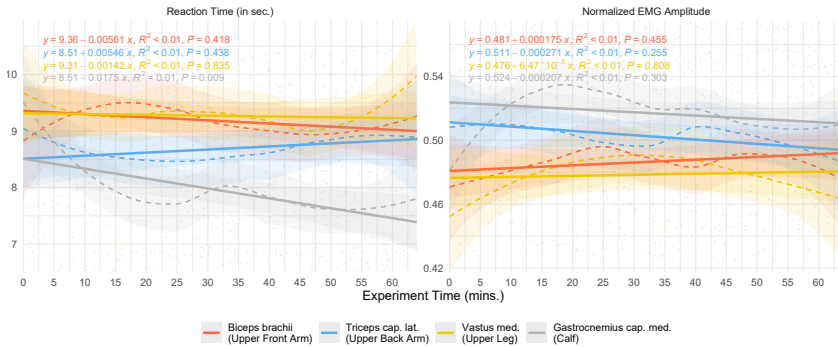 Reaction Time (in sec.)
y = 9.36 − 0.00561 x, R² < 0.01, P = 0.418
y = 8.51 + 0.00546 x, R² < 0.01, P = 0.438
y = 9.31 − 0.00142 x, R² < 0.01, P = 0.835
y = 8.51 − 0.0175 x, R² = 0.01, P = 0.009
10
9
8
7
0 5 10 15 20 25 30 35 40 45 50 55 60
Normalized EMG Amplitude
y = 0.481 + 0.000175 x, R² < 0.01, P = 0.455
y = 0.511 − 0.000271 x, R² < 0.01, P = 0.255
y = 0.476 + 6.47 10⁻⁵ x, R² < 0.01, P = 0.808
y = 0.524 − 0.000207 x, R² < 0.01, P = 0.303
0.54
0.50
0.46
0.42
0 5 10 15 20 25 30 35 40 45 50 55 60
Experiment Time (mins.)
Biceps brachii
(Upper Front Arm)
Triceps cap. lat.
(Upper Back Arm)
Vastus med.
(Upper Leg)
Gastrocnemius cap. med.
(Calf)